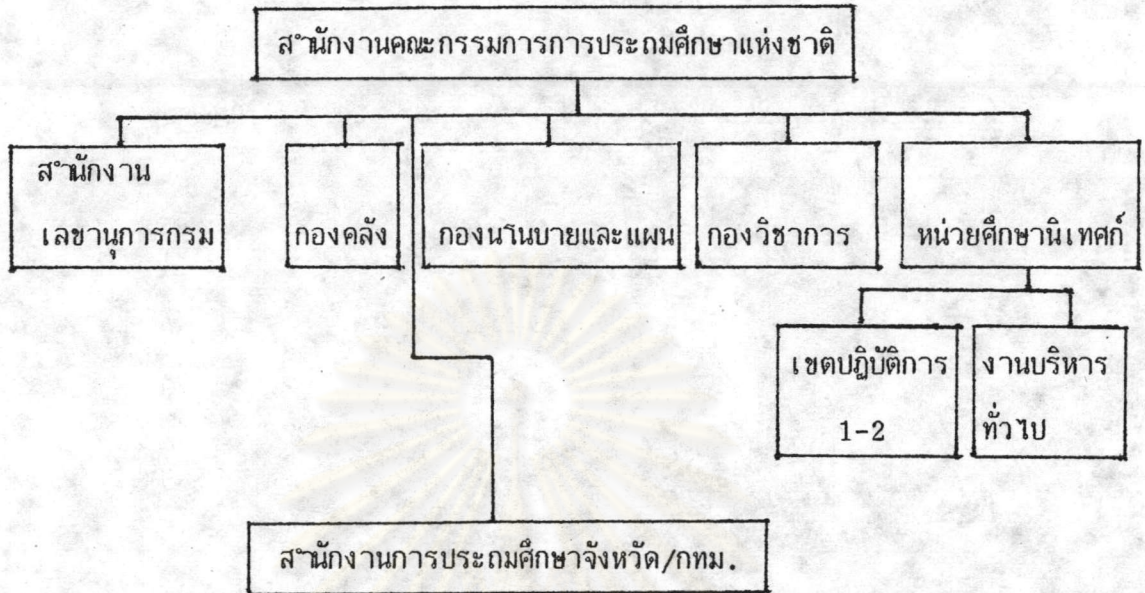 สำนักงานคณะกรรมการการประถมศึกษาแห่งชาติ
สำนักงาน
เลขานุการกรม
กองคลัง
กองนโนบายและแผน
กองวิชาการ
หน่วยศึกษานิเทศก์
เขตปฏิบัติการ
1-2
งานบริหาร
ทั่วไป
สำนักงานการประถมศึกษาจังหวัด/กทม.